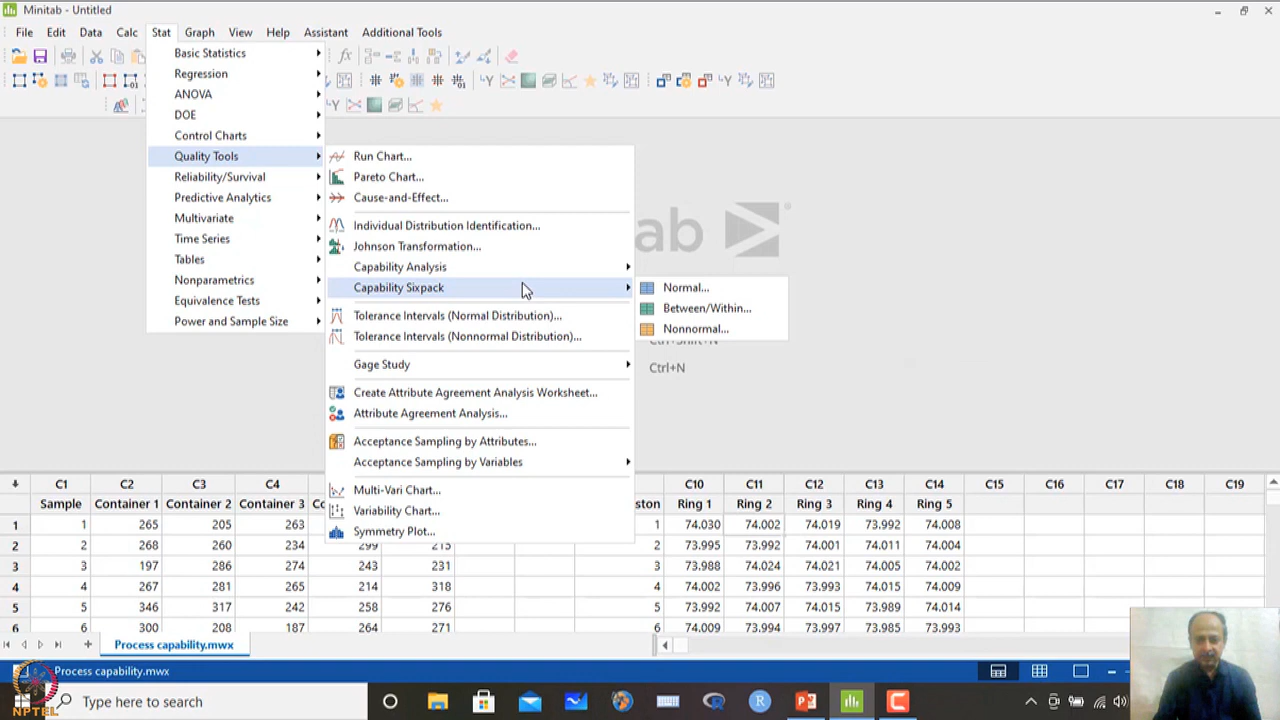 Minitab - Untitled
File Edit Data Calc Stat Graph View Help Assistant Additional Tools
Basic Statistics
Regression
ANOVA
DOE
Control Charts
Quality Tools
Reliability/Survival
Predictive Analytics
Multivariate
Time Series
Tables
Nonparametrics
Equivalence Tests
Power and Sample Size
Run Chart...
Pareto Chart...
Cause-and-Effect...
Individual Distribution Identification...
Johnson Transformation...
Capability Analysis
Capability Sixpack
Tolerance Intervals (Normal Distribution)...
Tolerance Intervals (Nonnormal Distribution)...
Gage Study
Create Attribute Agreement Analysis Worksheet...
Attribute Agreement Analysis...
Acceptance Sampling by Attributes...
Acceptance Sampling by Variables
Multi-Vari Chart...
Variability Chart...
Symmetry Plot...
Normal...
Between/Within...
Nonnormal...
ab
Ctrl+N
C1 C2 C3 C4 C10 C11 C12 C13 C14 C15 C16 C17 C18 C19
Sample Container 1 Container 2 Container 3 Ring 1 Ring 2 Ring 3 Ring 4 Ring 5
1 1 265 205 263 1 74.030 74.002 74.019 73.992 74.008
2 2 268 260 234 299 215 2 73.995 73.992 74.001 74.011 74.004
3 3 197 286 274 243 231 3 73.988 74.024 74.021 74.005 74.002
4 4 267 281 265 214 318 4 74.002 73.996 73.993 74.015 74.009
5 5 346 317 242 258 276 5 73.992 74.007 74.015 73.989 74.014
6 6 300 208 187 264 271 6 74.009 73.994 73.997 73.985 73.993
Process capability.mwx
Process capability.mwx
Type here to search
NPTEL